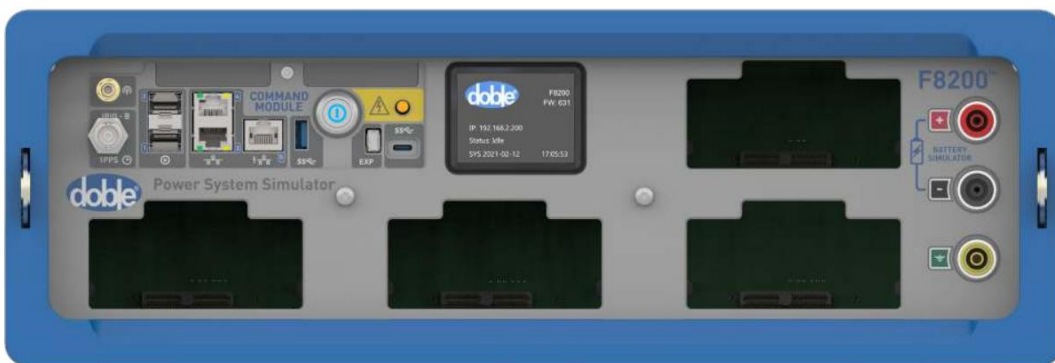 IRIG - B
1PPS
COMMAND
MODULE
EXP
doble
F8200
FW: 631
IP: 192.168.2.200
Status: Idle
SYS 2021-02-12 17:05:53
F8200™
+
BATTERY
SIMULATOR
-
doble
Power System Simulator